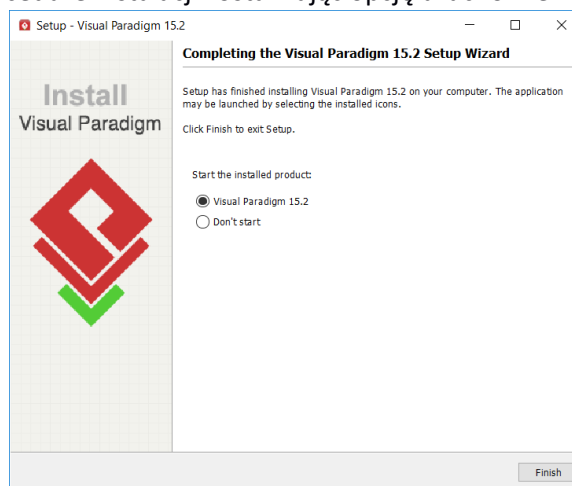 Setup - Visual Paradigm 15.2
Completing the Visual Paradigm 15.2 Setup Wizard
Install
Visual Paradigm
Setup has finished installing Visual Paradigm 15.2 on your computer. The application
may be launched by selecting the installed icons.
Click Finish to exit Setup.
Start the installed product:
Visual Paradigm 15.2
Don't start
Finish